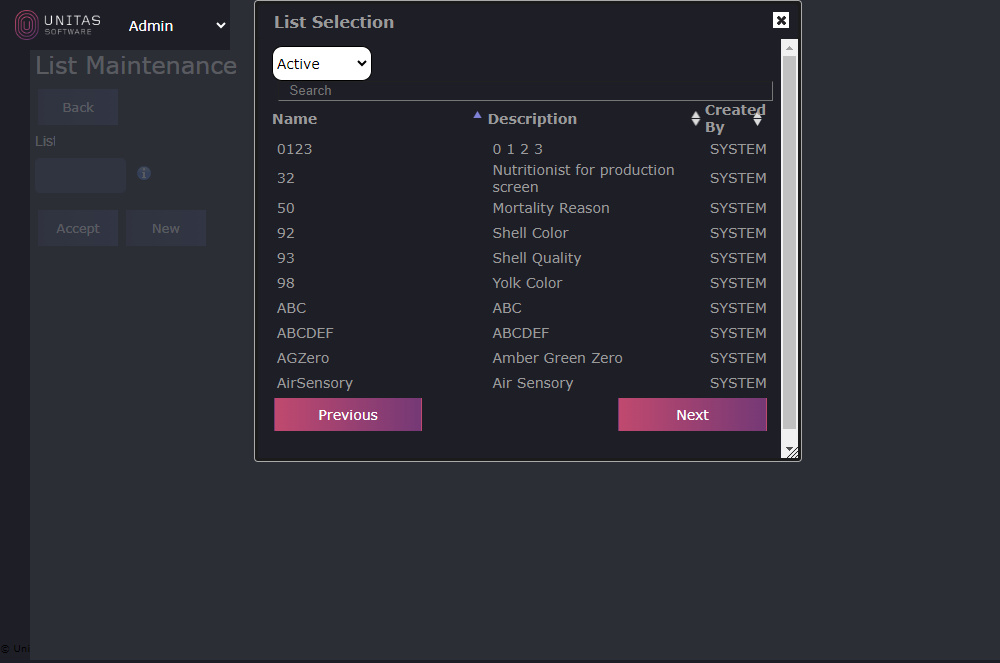 UNITAS
SOFTWARE
Admin
List Maintenance
Back
List
Accept
New
List Selection
Active
Search
Name Description Created By
0123 0 1 2 3 SYSTEM
32 Nutritionist for production screen SYSTEM
50 Mortality Reason SYSTEM
92 Shell Color SYSTEM
93 Shell Quality SYSTEM
98 Yolk Color SYSTEM
ABC ABC SYSTEM
ABCDEF ABCDEF SYSTEM
AGZero Amber Green Zero SYSTEM
AirSensory Air Sensory SYSTEM
Previous Next
© Uni